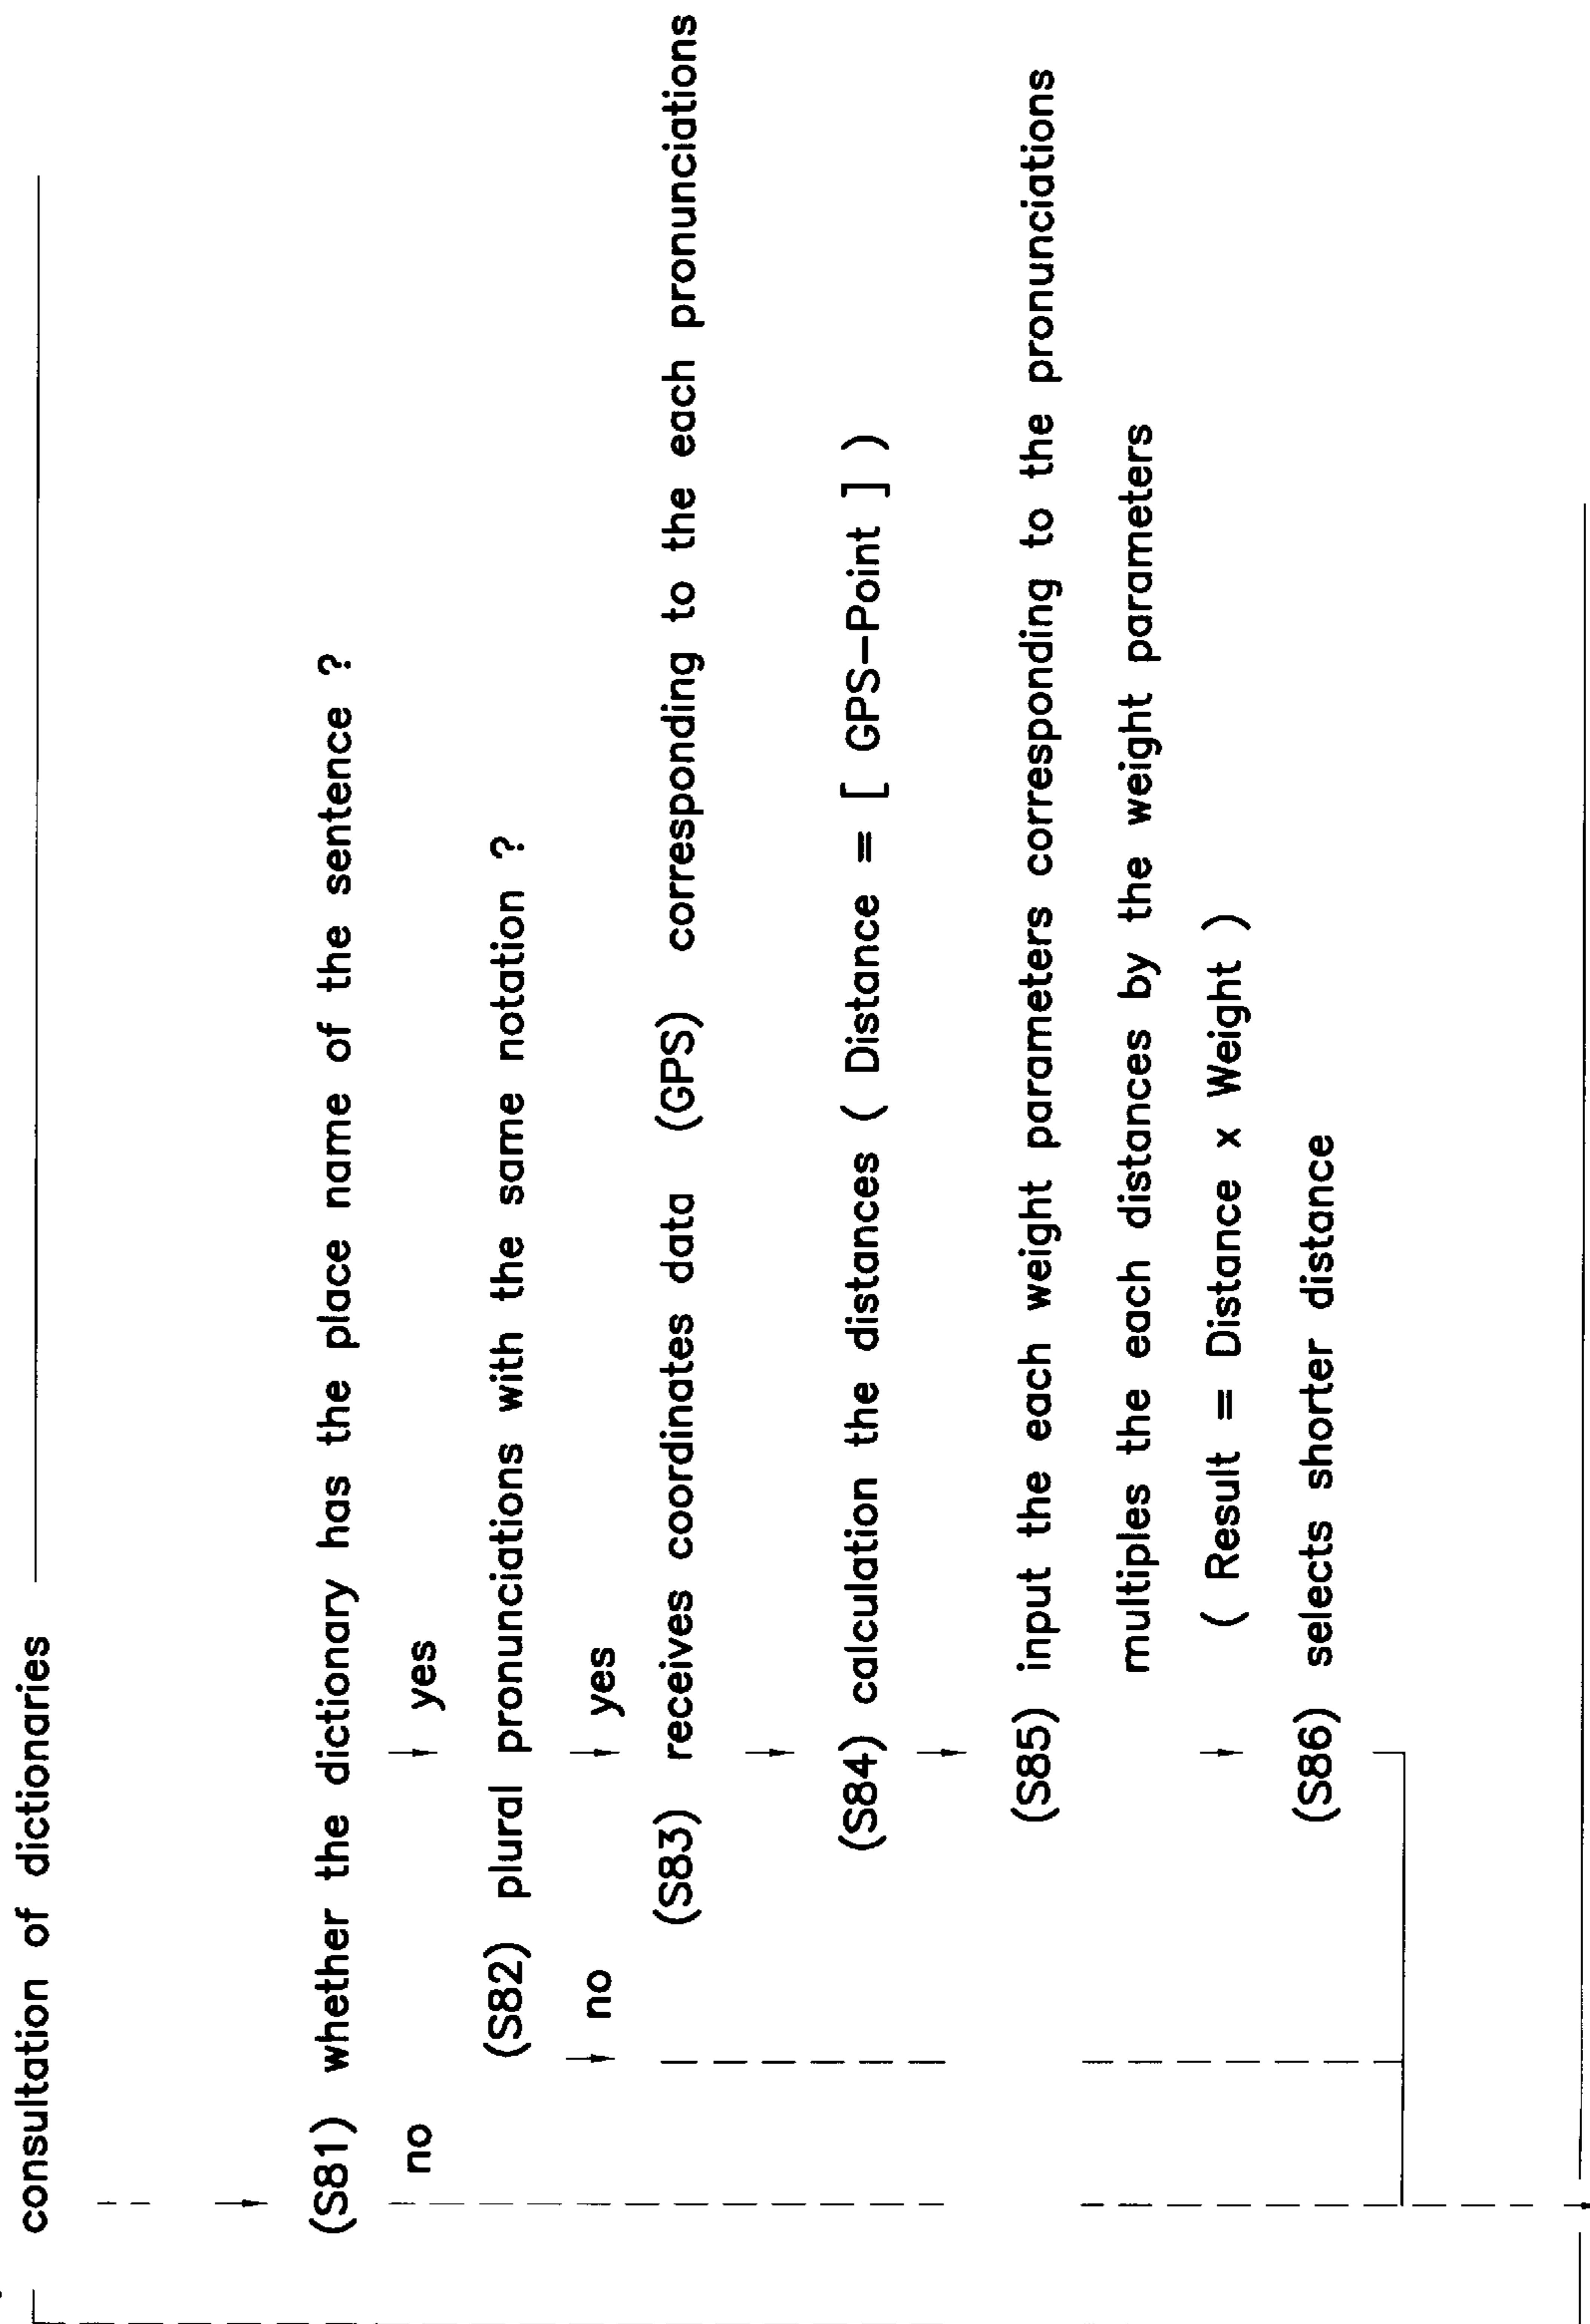 consultation of dictionaries
(S81) whether the dictionary has the place name of the sentence ?
no
yes
(S82) plural pronunciations with the same notation ?
no
yes
(S83) receives coordinates data (GPS) corresponding to the each pronunciations
(S84) calculation the distances ( Distance = [ GPS-Point ] )
(S85) input the each weight parameters corresponding to the pronunciations
multiples the each distances by the weight parameters
( Result = Distance x Weight )
(S86) selects shorter distance